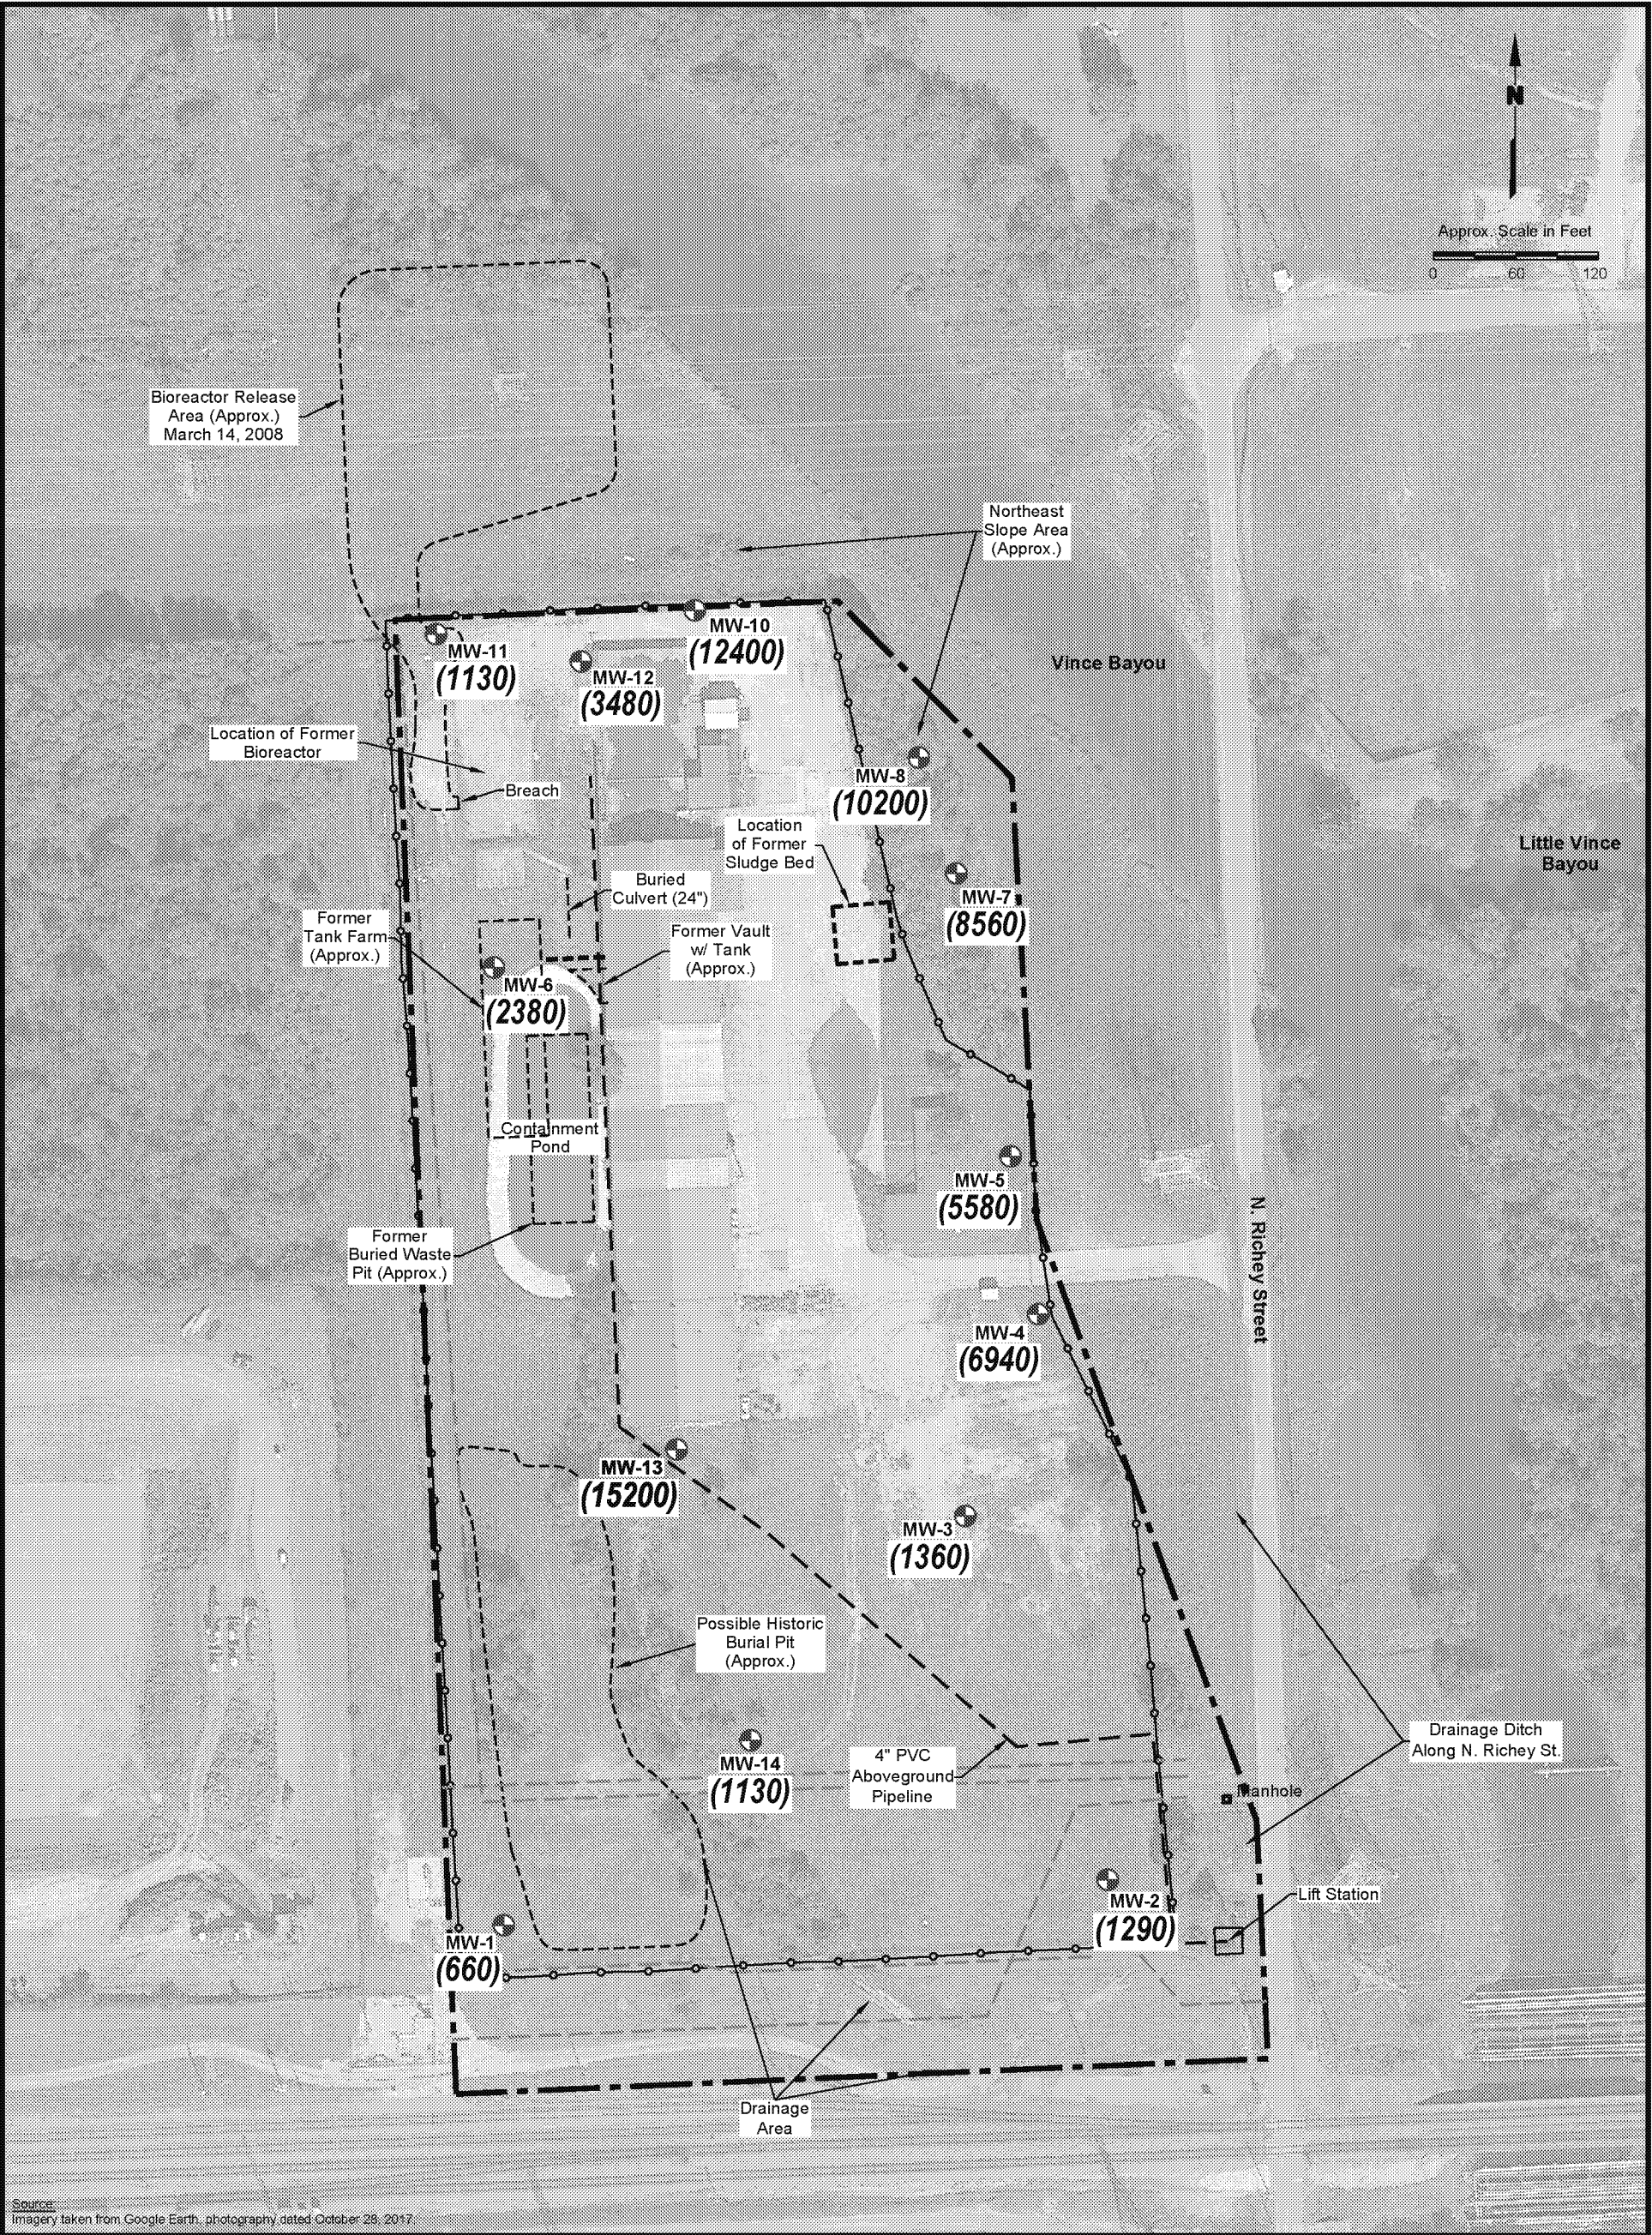 N
Approx. Scale in Feet
0 60 120
Bioreactor Release
Area (Approx.)
March 14, 2008
Northeast
Slope Area
(Approx.)
MW-10
(12400)
MW-11
(1130)
MW-12
(3480)
Vince Bayou
Location of Former
Bioreactor
Breach
MW-8
(10200)
Location
of Former
Sludge Bed
Little Vince
Bayou
Buried
Culvert (24")
MW-7
(8560)
Former
Tank Farm
(Approx.)
Former Vault
w/ Tank
(Approx.)
MW-6
(2380)
Containment
Pond
MW-5
(5580)
Former
Buried Waste
Pit (Approx.)
N. Richey Street
MW-4
(6940)
MW-13
(15200)
MW-3
(1360)
Possible Historic
Burial Pit
(Approx.)
MW-14
(1130)
4" PVC
Aboveground
Pipeline
Drainage Ditch
Along N. Richey St.
Manhole
MW-2
(1290)
Lift Station
MW-1
(660)
Drainage
Area
Source:
Imagery taken from Google Earth, photography dated October 28, 2017.